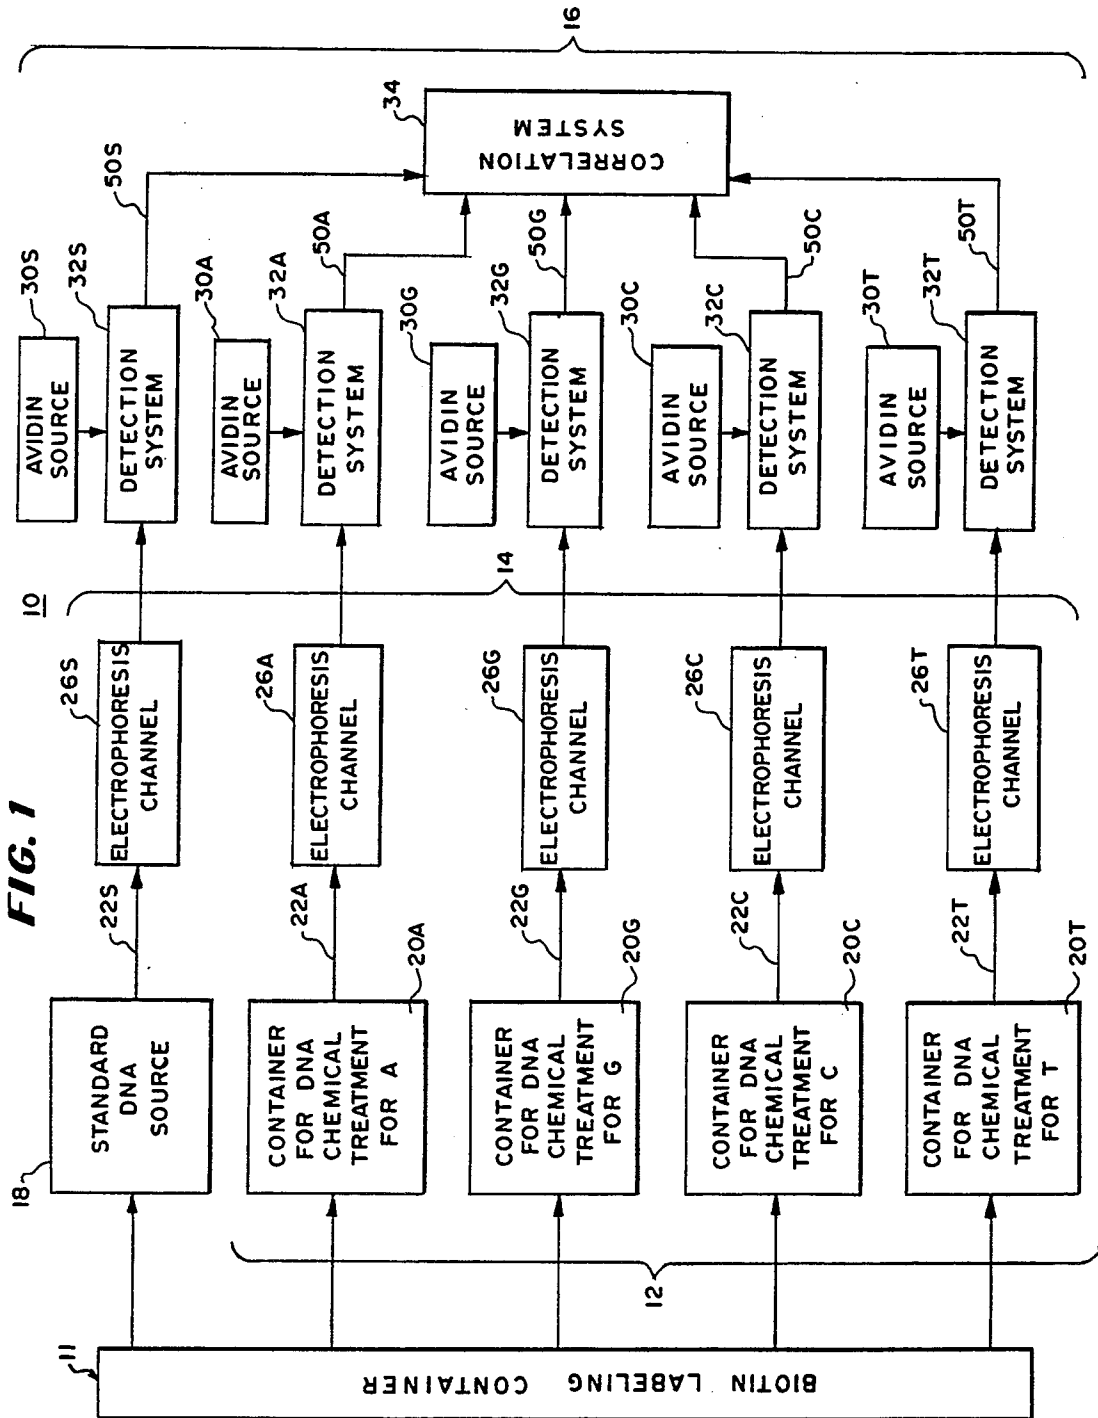 FIG. 1
10
11
BIOTIN LABELING CONTAINER
12
14
16
18
STANDARD
DNA
SOURCE
22S
26S
ELECTROPHORESIS
CHANNEL
AVIDIN
SOURCE
30S
32S
DETECTION
SYSTEM
50S
CONTAINER
FOR DNA
CHEMICAL
TREATMENT
FOR A
20A
22A
26A
ELECTROPHORESIS
CHANNEL
AVIDIN
SOURCE
30A
32A
DETECTION
SYSTEM
50A
CONTAINER
FOR DNA
CHEMICAL
TREATMENT
FOR G
20G
22G
26G
ELECTROPHORESIS
CHANNEL
AVIDIN
SOURCE
30G
32G
DETECTION
SYSTEM
50G
CONTAINER
FOR DNA
CHEMICAL
TREATMENT
FOR C
20C
22C
26C
ELECTROPHORESIS
CHANNEL
AVIDIN
SOURCE
30C
32C
DETECTION
SYSTEM
50C
CONTAINER
FOR DNA
CHEMICAL
TREATMENT
FOR T
20T
22T
26T
ELECTROPHORESIS
CHANNEL
AVIDIN
SOURCE
30T
32T
DETECTION
SYSTEM
50T
34
CORRELATION
SYSTEM